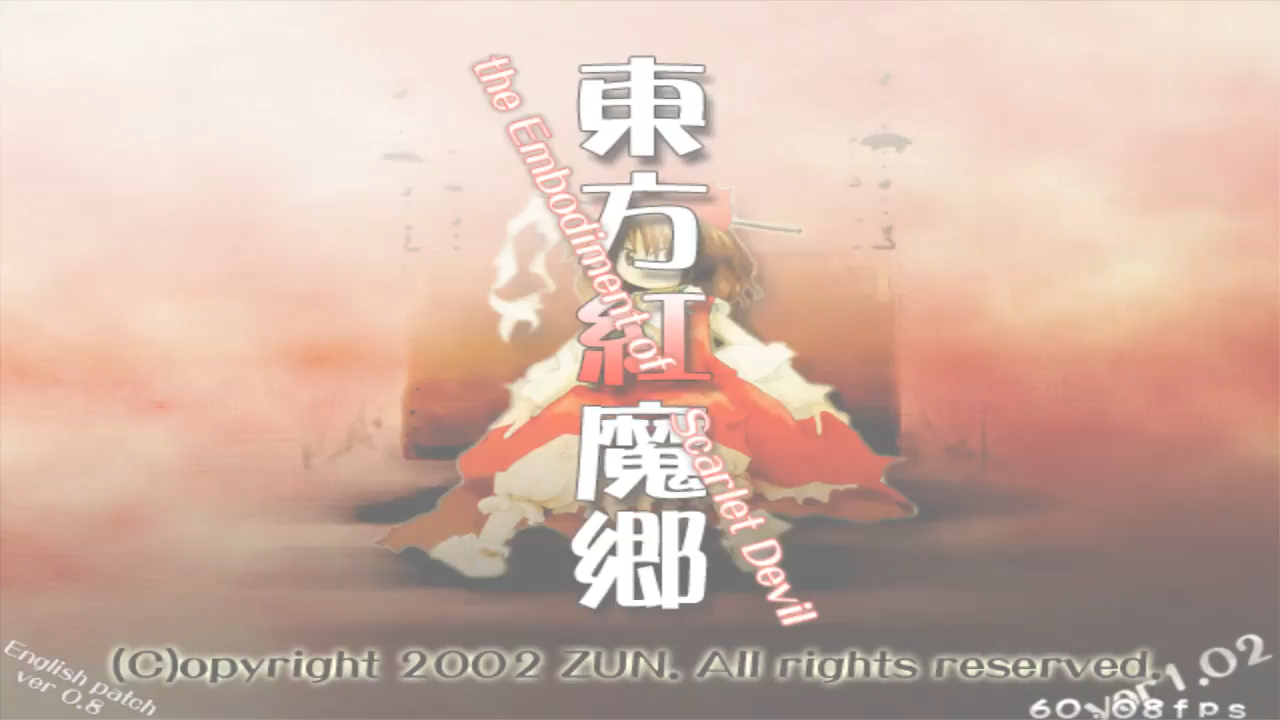 東方紅魔郷
the Embodiment of Scarlet Devil
(C)opyright 2002 ZUN. All rights reserved.
English patch
ver 0.8
ver1.02
60.08fps